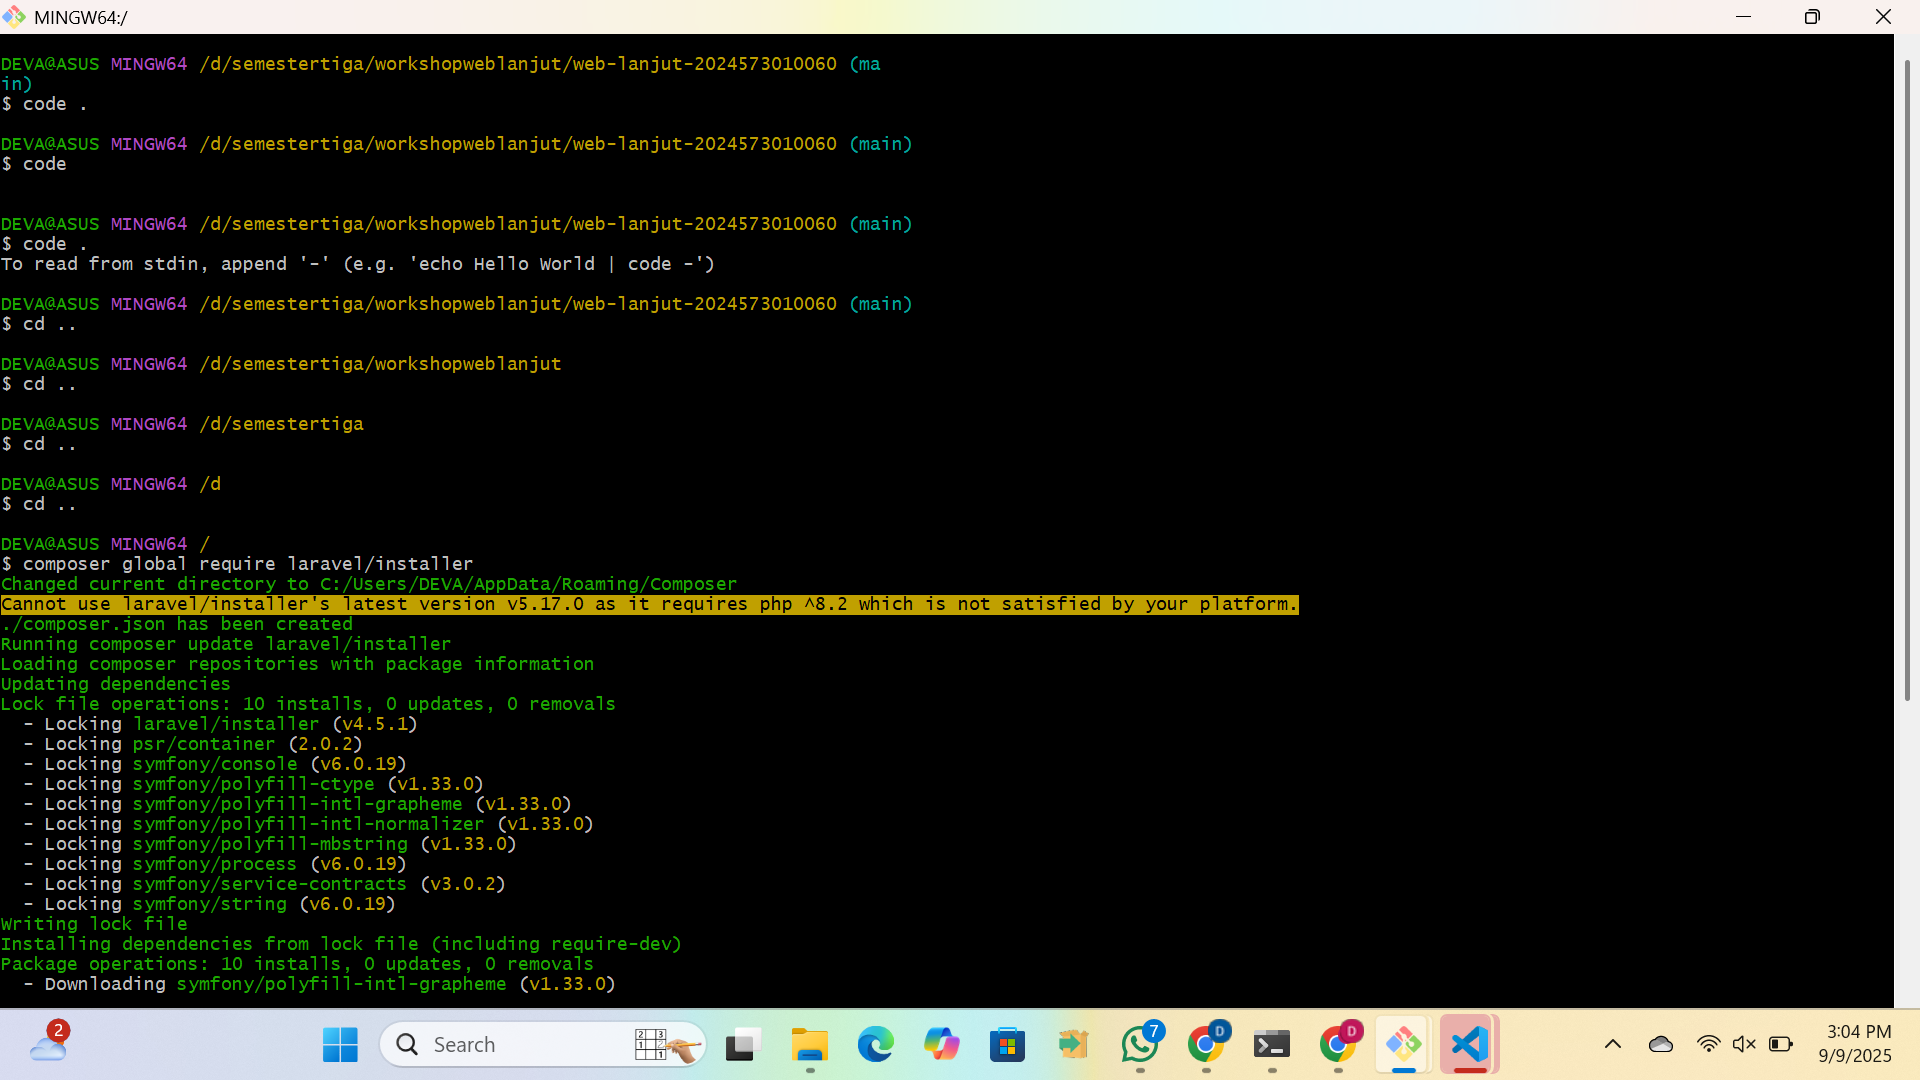 MINGW64:/
DEVA@ASUS MINGW64 /d/semestertiga/workshopweblanjut/web-lanjut-2024573010060 (ma
in)
$ code .
DEVA@ASUS MINGW64 /d/semestertiga/workshopweblanjut/web-lanjut-2024573010060 (main)
$ code
DEVA@ASUS MINGW64 /d/semestertiga/workshopweblanjut/web-lanjut-2024573010060 (main)
$ code .
To read from stdin, append '-' (e.g. 'echo Hello World | code -')
DEVA@ASUS MINGW64 /d/semestertiga/workshopweblanjut/web-lanjut-2024573010060 (main)
$ cd ..
DEVA@ASUS MINGW64 /d/semestertiga/workshopweblanjut
$ cd ..
DEVA@ASUS MINGW64 /d/semestertiga
$ cd ..
DEVA@ASUS MINGW64 /d
$ cd ..
DEVA@ASUS MINGW64 /
$ composer global require laravel/installer
Changed current directory to C:/Users/DEVA/AppData/Roaming/Composer
Cannot use laravel/installer's latest version v5.17.0 as it requires php ^8.2 which is not satisfied by your platform.
./composer.json has been created
Running composer update laravel/installer
Loading composer repositories with package information
Updating dependencies
Lock file operations: 10 installs, 0 updates, 0 removals
  - Locking laravel/installer (v4.5.1)
  - Locking psr/container (2.0.2)
  - Locking symfony/console (v6.0.19)
  - Locking symfony/polyfill-ctype (v1.33.0)
  - Locking symfony/polyfill-intl-grapheme (v1.33.0)
  - Locking symfony/polyfill-intl-normalizer (v1.33.0)
  - Locking symfony/polyfill-mbstring (v1.33.0)
  - Locking symfony/process (v6.0.19)
  - Locking symfony/service-contracts (v3.0.2)
  - Locking symfony/string (v6.0.19)
Writing lock file
Installing dependencies from lock file (including require-dev)
Package operations: 10 installs, 0 updates, 0 removals
  - Downloading symfony/polyfill-intl-grapheme (v1.33.0)
2
Search
7
D
D
3:04 PM
9/9/2025